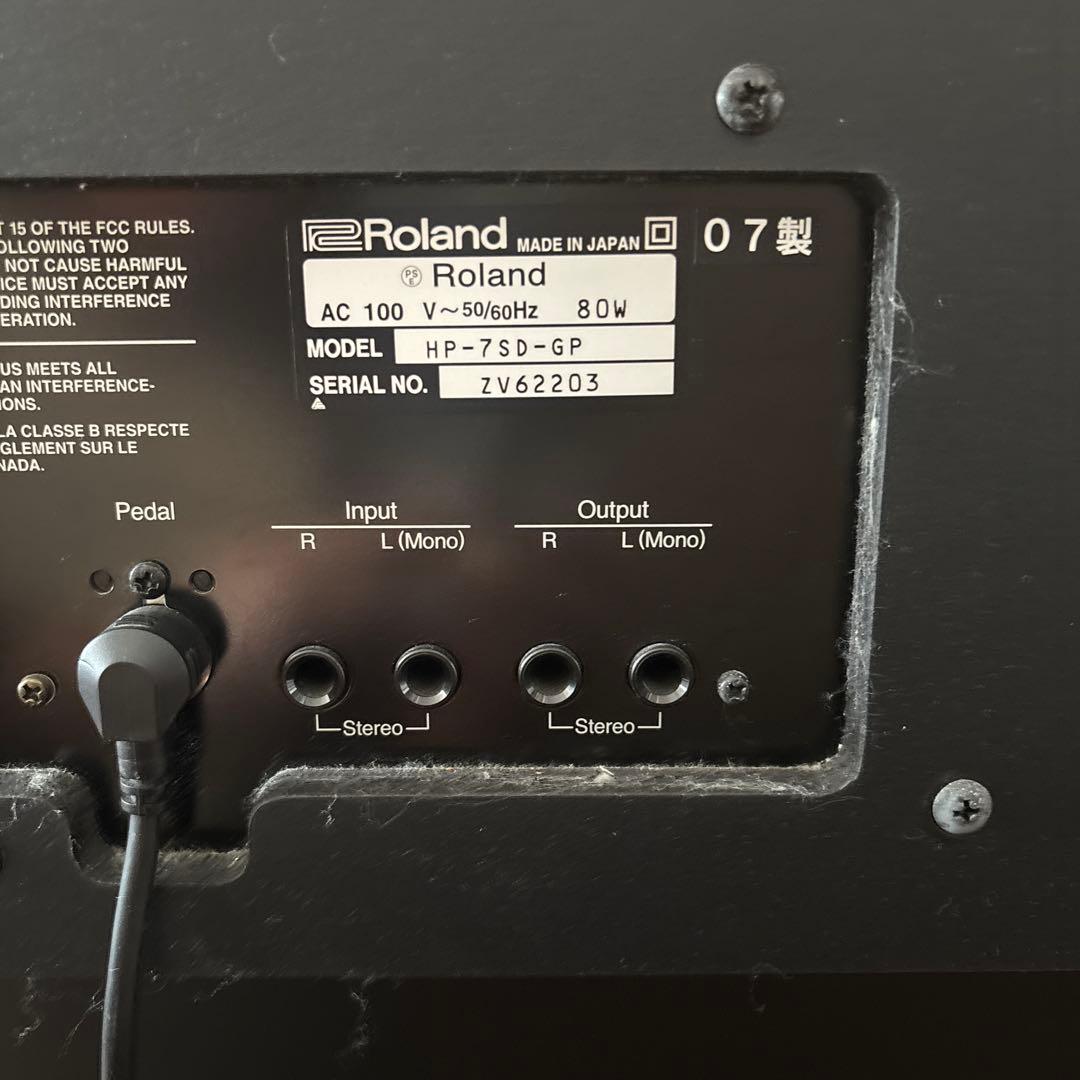 T 15 OF THE FCC RULES.
OLLOWING TWO
NOT CAUSE HARMFUL
ICE MUST ACCEPT ANY
DING INTERFERENCE
ERATION.
US MEETS ALL
AN INTERFERENCE-
IONS.
LA CLASSE B RESPECTE
GLEMENT SUR LE
NADA.
Roland MADE IN JAPAN 07製
PSE Roland
AC 100 V～50/60Hz 80W
MODEL HP-7SD-GP
SERIAL NO. ZV62203
Pedal
Input
R L (Mono)
Stereo
Output
R L (Mono)
Stereo